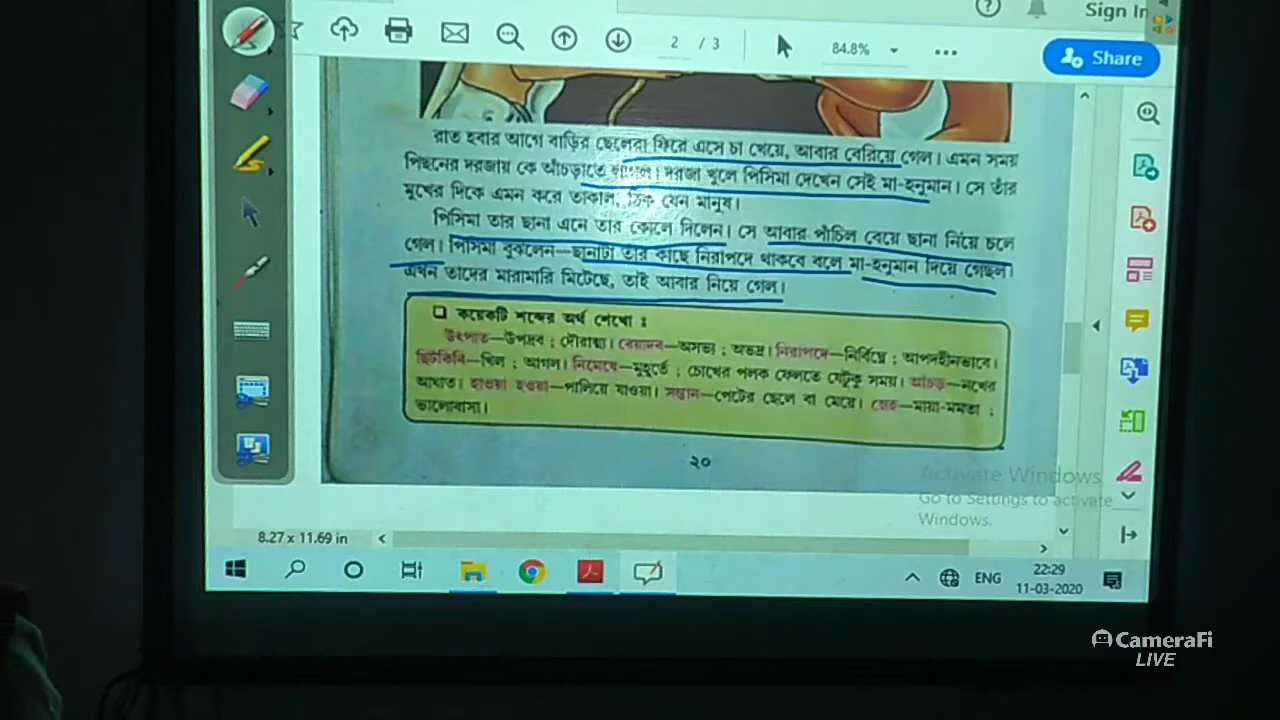 Sign In
2 / 3
84.8%
Share
রাত হবার আগে বাড়ির ছেলেরা ফিরে এসে চা খেয়ে, আবার বেরিয়ে গেল। এমন সময়
পিছনের দরজায় কে আঁচড়াতে লাগল। দরজা খুলে পিসিমা দেখেন সেই মা-হনুমান। সে তাঁর
মুখের দিকে এমন করে তাকাল, ঠিক যেন মানুষ।
পিসিমা তার ছানা এনে তার কোলে দিলেন। সে আবার পাঁচিল বেয়ে ছানা নিয়ে চলে
গেল। পিসিমা বুঝলেন—ছানাটা তাঁর কাছে নিরাপদে থাকবে বলে মা-হনুমান দিয়ে গেছল।
এখন তাদের মারামারি মিটেছে, তাই আবার নিয়ে গেল।
❑ কয়েকটি শব্দের অর্থ শেখো :
উৎপাত—উপদ্রব ; দৌরাত্ম্য। বেয়াদব—অসভ্য ; অভদ্র। নিরাপদে—নির্বিঘ্নে ; আপদহীনভাবে।
ছিটকিনি—খিল ; আগল। নিমেষে—মুহূর্তে ; চোখের পলক ফেলতে যেটুকু সময়। আঁচড়—নখের
আঘাত। হাওয়া হওয়া—পালিয়ে যাওয়া। সন্তান—পেটের ছেলে বা মেয়ে। স্নেহ—মায়া-মমতা ;
ভালোবাসা।
২০
Activate Windows
Go to Settings to activate
Windows.
8.27 x 11.69 in
ENG
22:29
11-03-2020
CameraFi
LIVE